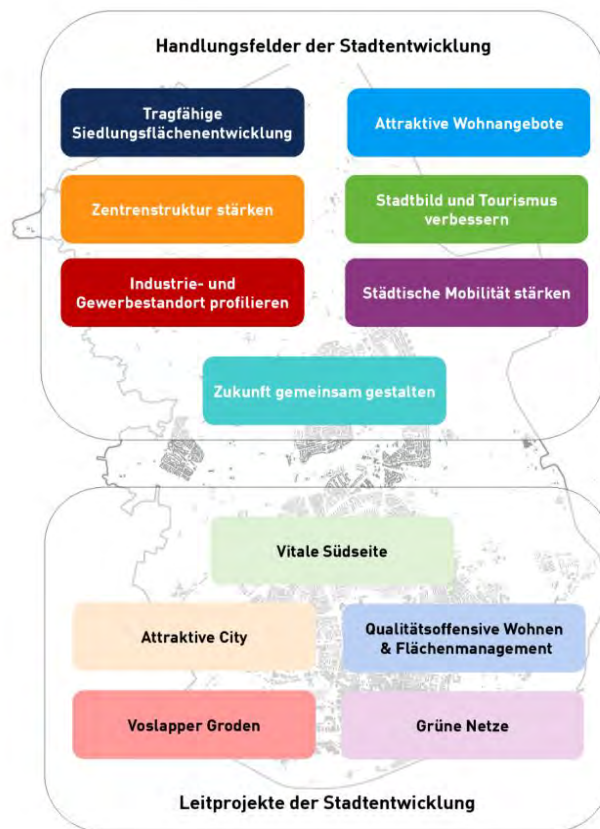 Handlungsfelder der Stadtentwicklung
Tragfähige
Siedlungsflächenentwicklung
Attraktive Wohnangebote
Zentrenstruktur stärken
Stadtbild und Tourismus
verbessern
Industrie- und
Gewerbestandort profilieren
Städtische Mobilität stärken
Zukunft gemeinsam gestalten
Vitale Südseite
Attraktive City
Qualitätsoffensive Wohnen
& Flächenmanagement
Voslapper Groden
Grüne Netze
Leitprojekte der Stadtentwicklung